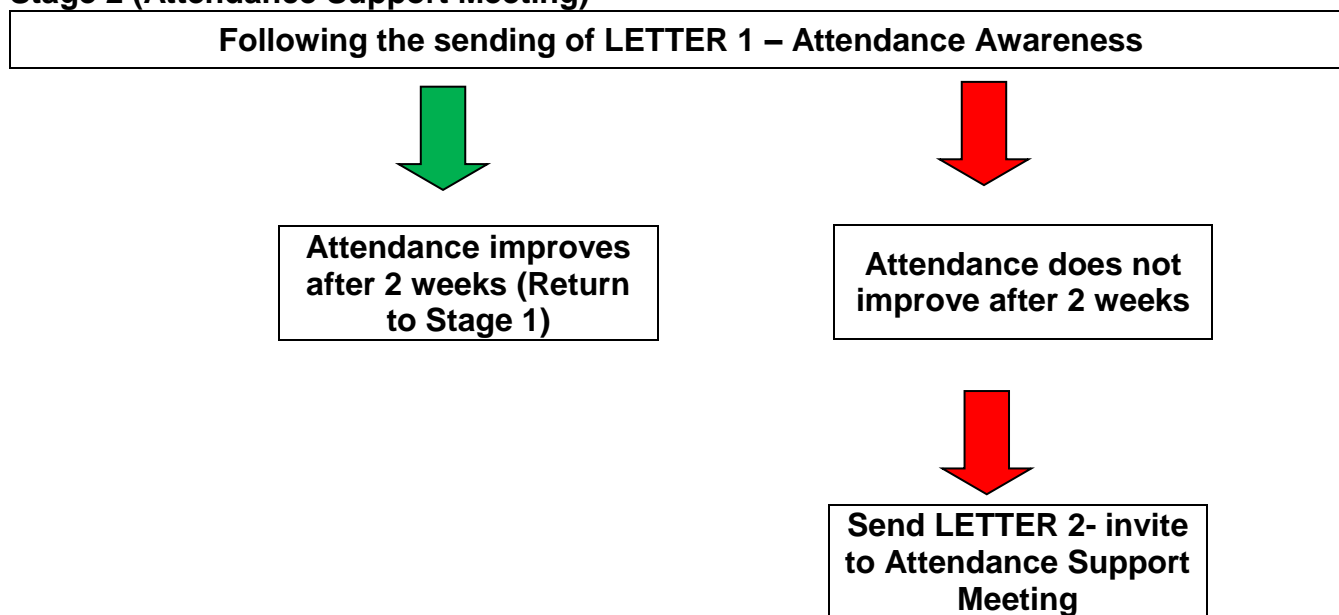 Stage 2 (Attendance Support Meeting)
Following the sending of LETTER 1 – Attendance Awareness
Attendance improves
after 2 weeks (Return
to Stage 1)
Attendance does not
improve after 2 weeks
Send LETTER 2- invite
to Attendance Support
Meeting